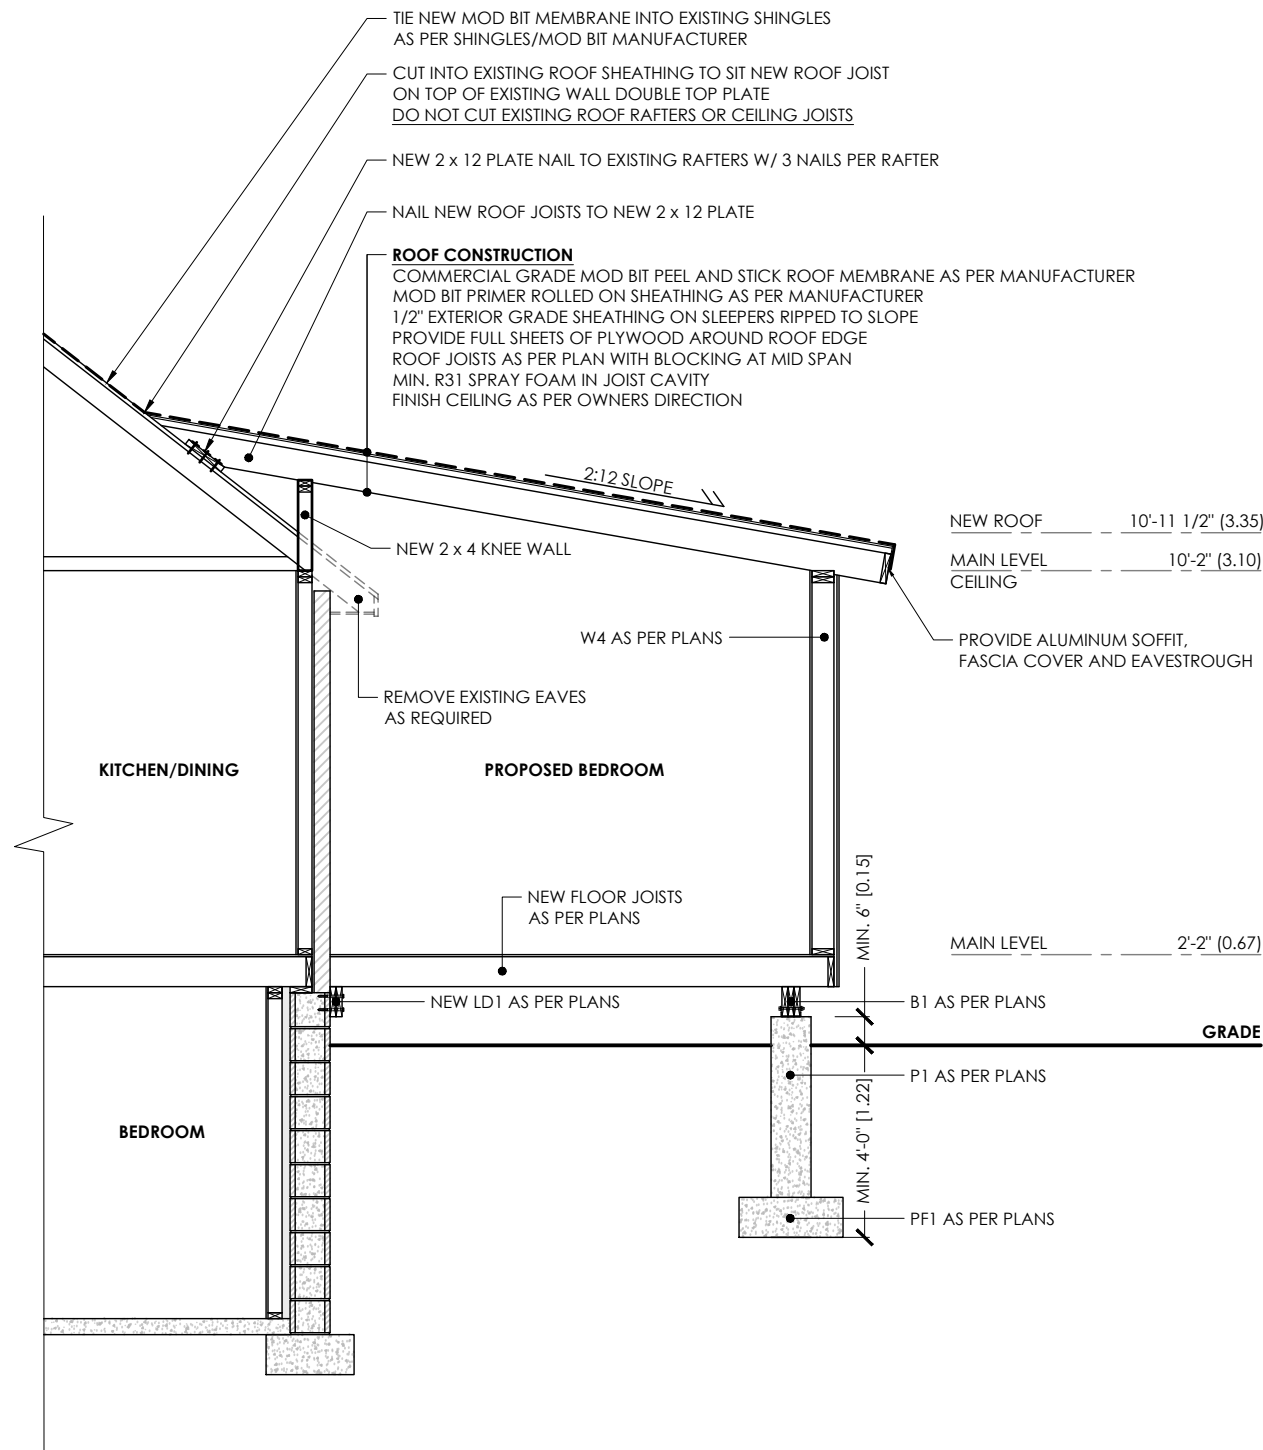 TIE NEW MOD BIT MEMBRANE INTO EXISTING SHINGLES
AS PER SHINGLES/MOD BIT MANUFACTURER
CUT INTO EXISTING ROOF SHEATHING TO SIT NEW ROOF JOIST
ON TOP OF EXISTING WALL DOUBLE TOP PLATE
DO NOT CUT EXISTING ROOF RAFTERS OR CEILING JOISTS
NEW 2 x 12 PLATE NAIL TO EXISTING RAFTERS W/ 3 NAILS PER RAFTER
NAIL NEW ROOF JOISTS TO NEW 2 x 12 PLATE
ROOF CONSTRUCTION
COMMERCIAL GRADE MOD BIT PEEL AND STICK ROOF MEMBRANE AS PER MANUFACTURER
MOD BIT PRIMER ROLLED ON SHEATHING AS PER MANUFACTURER
1/2" EXTERIOR GRADE SHEATHING ON SLEEPERS RIPPED TO SLOPE
PROVIDE FULL SHEETS OF PLYWOOD AROUND ROOF EDGE
ROOF JOISTS AS PER PLAN WITH BLOCKING AT MID SPAN
MIN. R31 SPRAY FOAM IN JOIST CAVITY
FINISH CEILING AS PER OWNERS DIRECTION
2:12 SLOPE
NEW ROOF 10'-11 1/2" (3.35)
MAIN LEVEL 10'-2" (3.10)
CEILING
NEW 2 x 4 KNEE WALL
W4 AS PER PLANS
PROVIDE ALUMINUM SOFFIT,
FASCIA COVER AND EAVESTROUGH
REMOVE EXISTING EAVES
AS REQUIRED
KITCHEN/DINING
PROPOSED BEDROOM
NEW FLOOR JOISTS
AS PER PLANS
MIN. 6" [0.15]
MAIN LEVEL 2'-2" (0.67)
NEW LD1 AS PER PLANS
B1 AS PER PLANS
GRADE
P1 AS PER PLANS
MIN. 4'-0" [1.22]
BEDROOM
PF1 AS PER PLANS